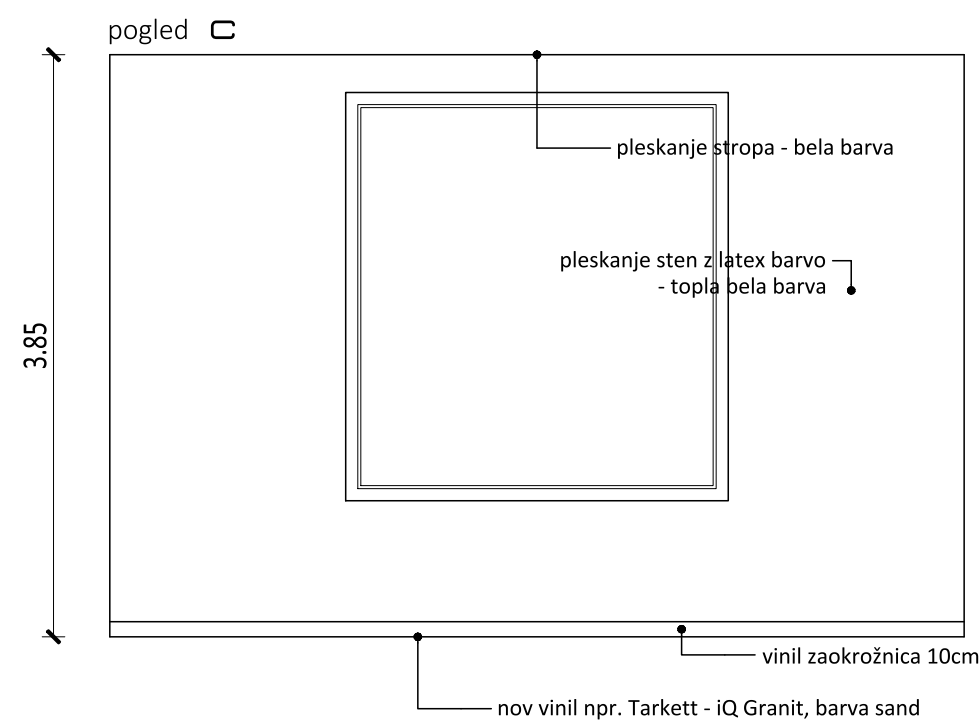 pogled C
pleskanje stropa - bela barva
pleskanje sten z latex barvo
- topla bela barva
3.85
vinil zaokrožnica 10cm
nov vinil npr. Tarkett - iQ Granit, barva sand